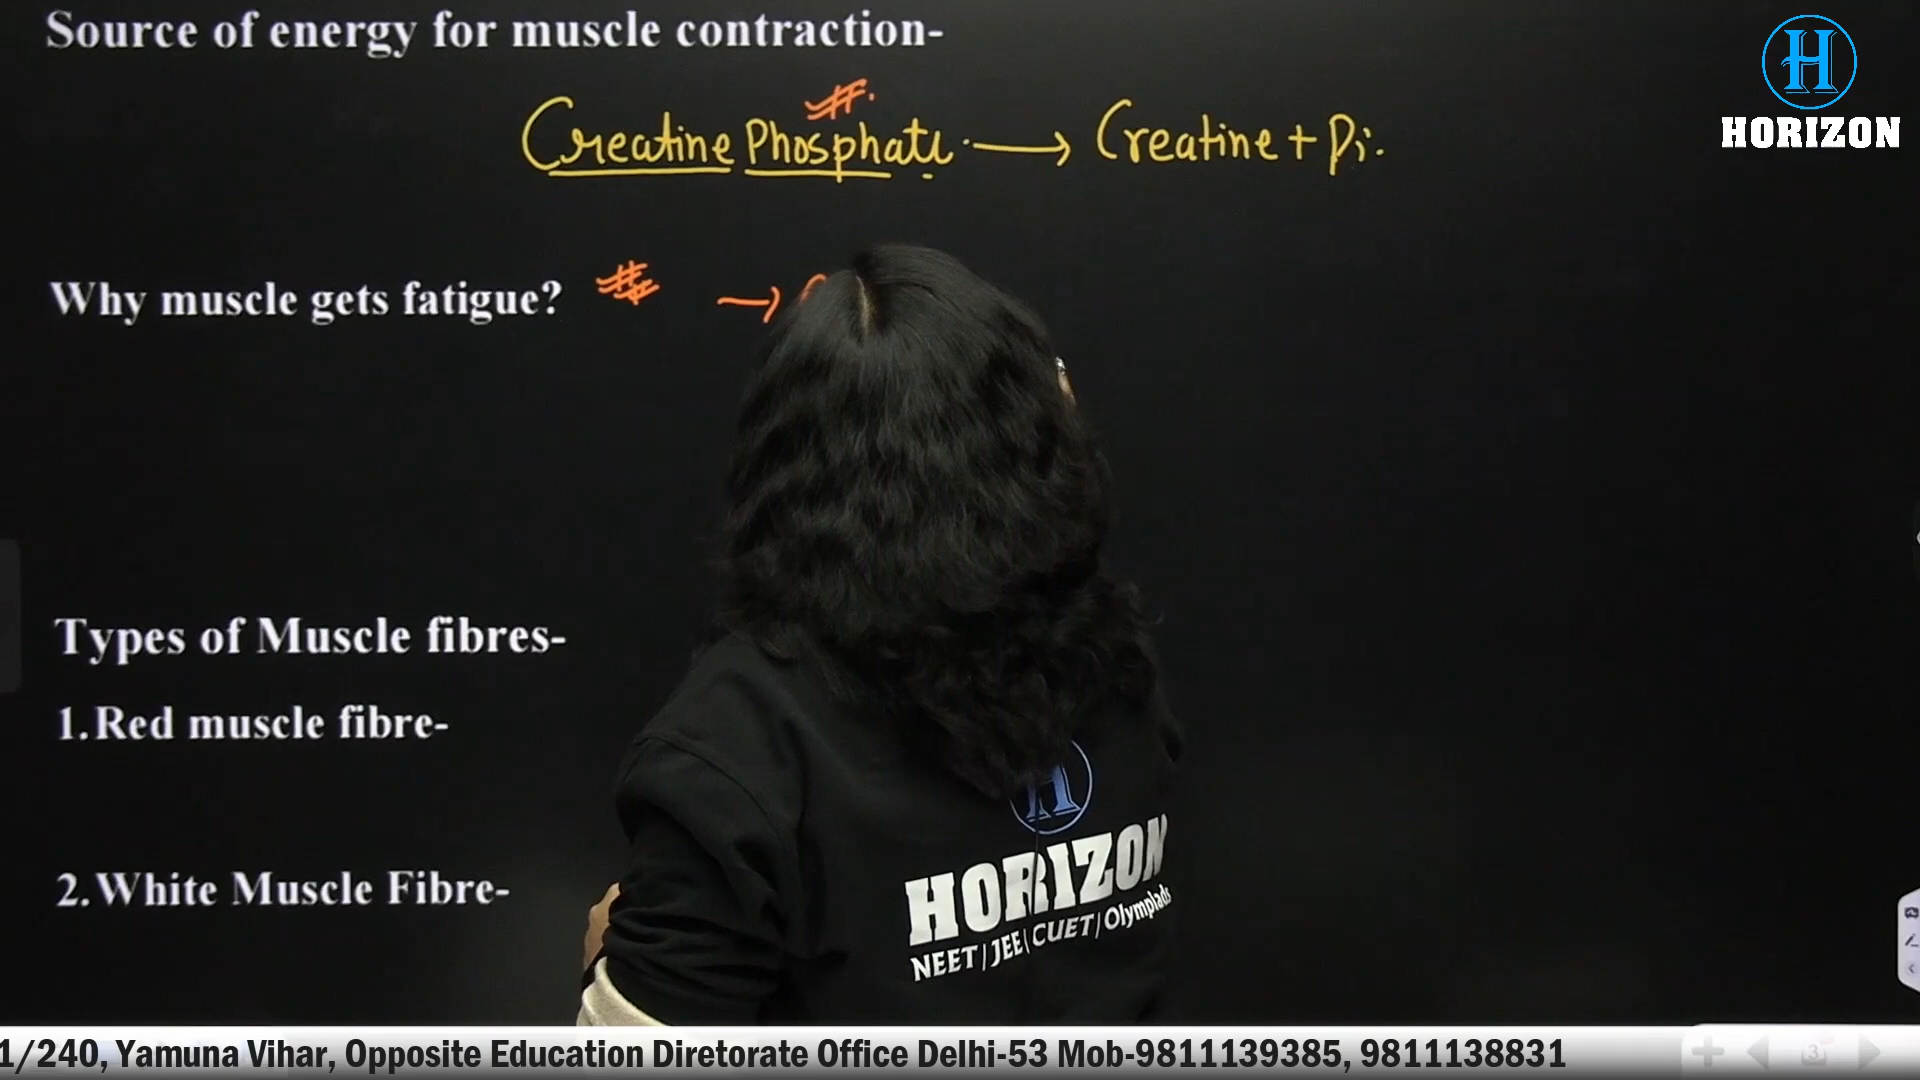 Source of energy for muscle contraction-
HORIZON
Creatine Phosphate → Creatine + Pi.
Why muscle gets fatigue? →
Types of Muscle fibres-
1. Red muscle fibre-
2. White Muscle Fibre-
H
HORIZON
NEET | JEE | CUET | Olympiads
1/240, Yamuna Vihar, Opposite Education Diretorate Office Delhi-53 Mob-9811139385, 9811138831
3